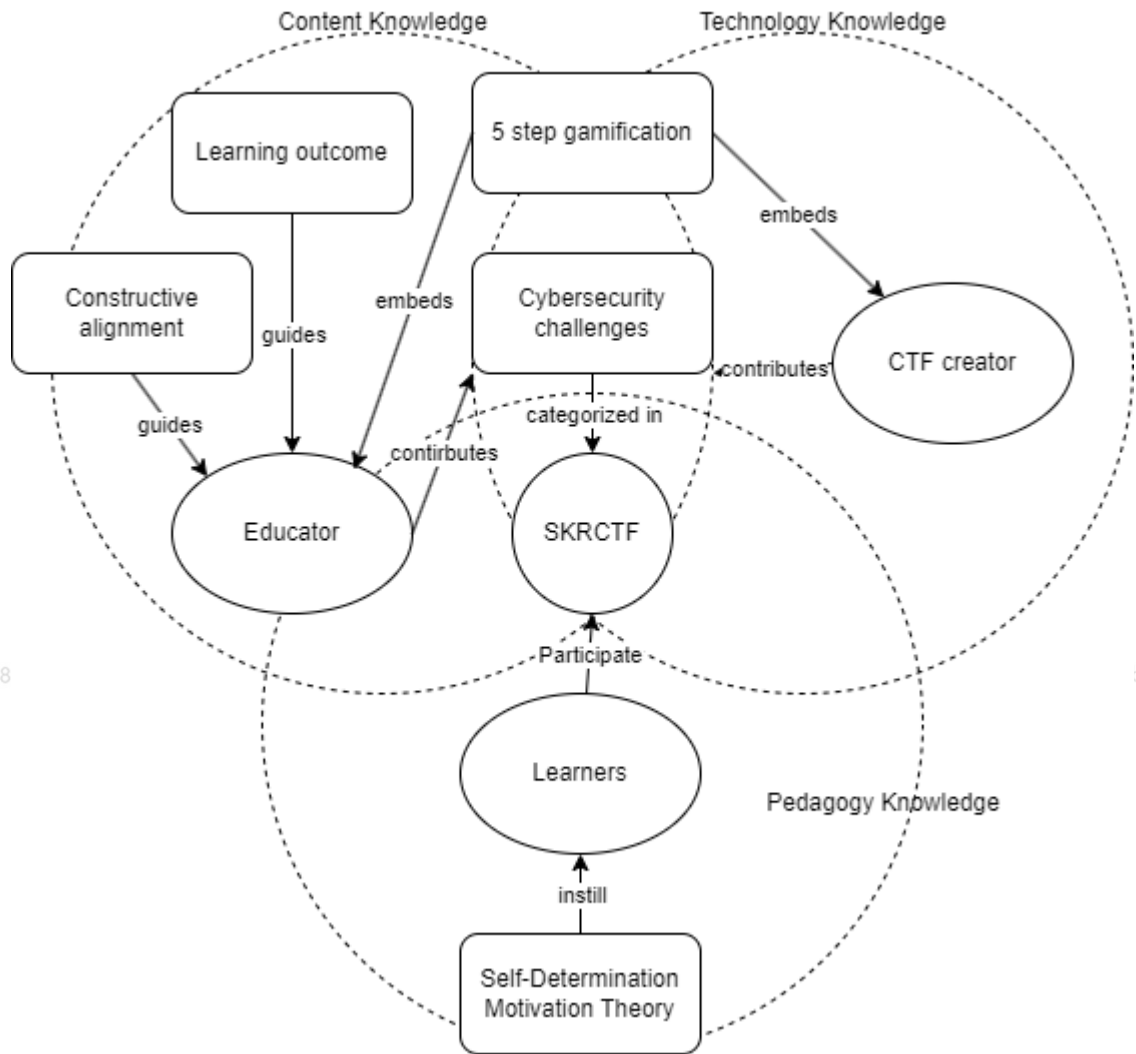 Content Knowledge
Technology Knowledge
5 step gamification
Learning outcome
embeds
Constructive
alignment
embeds
Cybersecurity
challenges
guides
CTF creator
contributes
guides
categorized in
contirbutes
Educator
SKRCTF
Participate
8
Learners
Pedagogy Knowledge
instill
Self-Determination
Motivation Theory